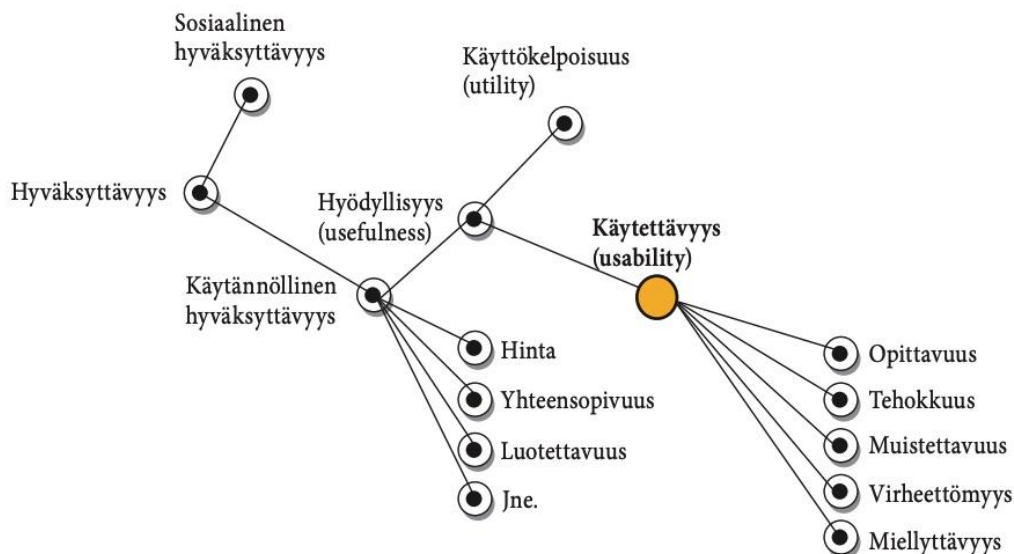 Sosiaalinen
hyväksyttävyys
Käyttökelpoisuus
(utility)
Hyväksyttävyys
Hyödyllisyys
(usefulness)
Käytettävyys
(usability)
Käytännöllinen
hyväksyttävyys
Hinta
Yhteensopivuus
Luotettavuus
Jne.
Opittavuus
Tehokkuus
Muistettavuus
Virheettömyys
Miellyttävyys